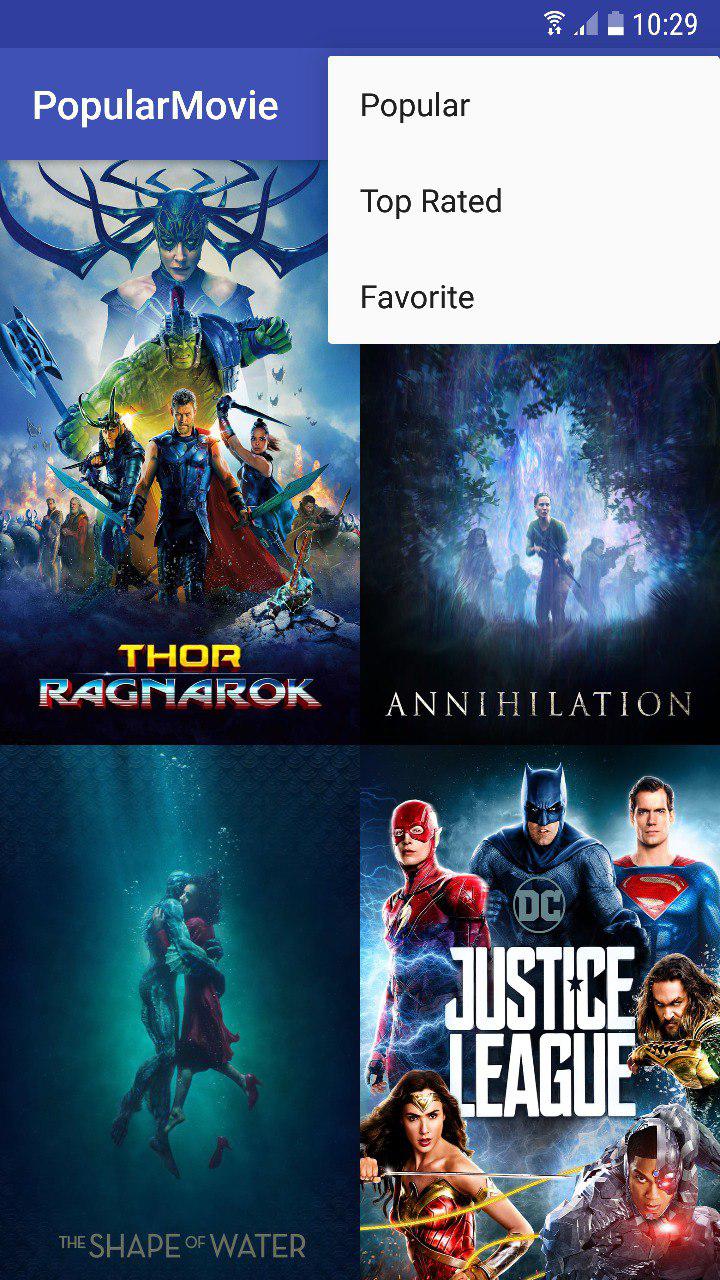 10:29
PopularMovie
Popular
Top Rated
Favorite
THOR
RAGNAROK
ANNIHILATION
THE SHAPE OF WATER
DC
JUSTICE
LEAGUE